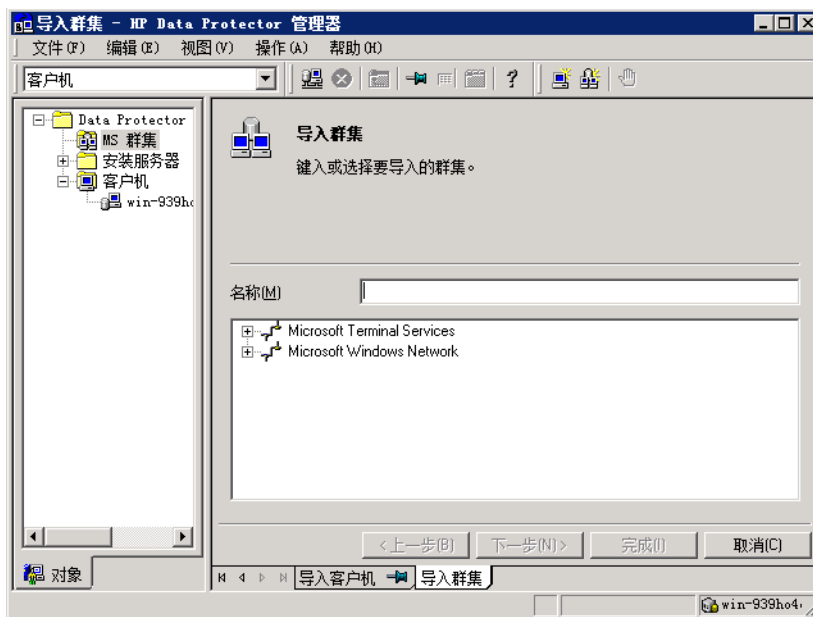 导入群集 - HP Data Protector 管理器
文件(F) 编辑(E) 视图(V) 操作(A) 帮助(H)
客户机
Data Protector
MS 群集
安装服务器
客户机
win-939ho
导入群集
键入或选择要导入的群集。
名称(M)
Microsoft Terminal Services
Microsoft Windows Network
<上一步(B) 下一步(N)> 完成(I) 取消(C)
对象
导入客户机 导入群集
win-939ho4